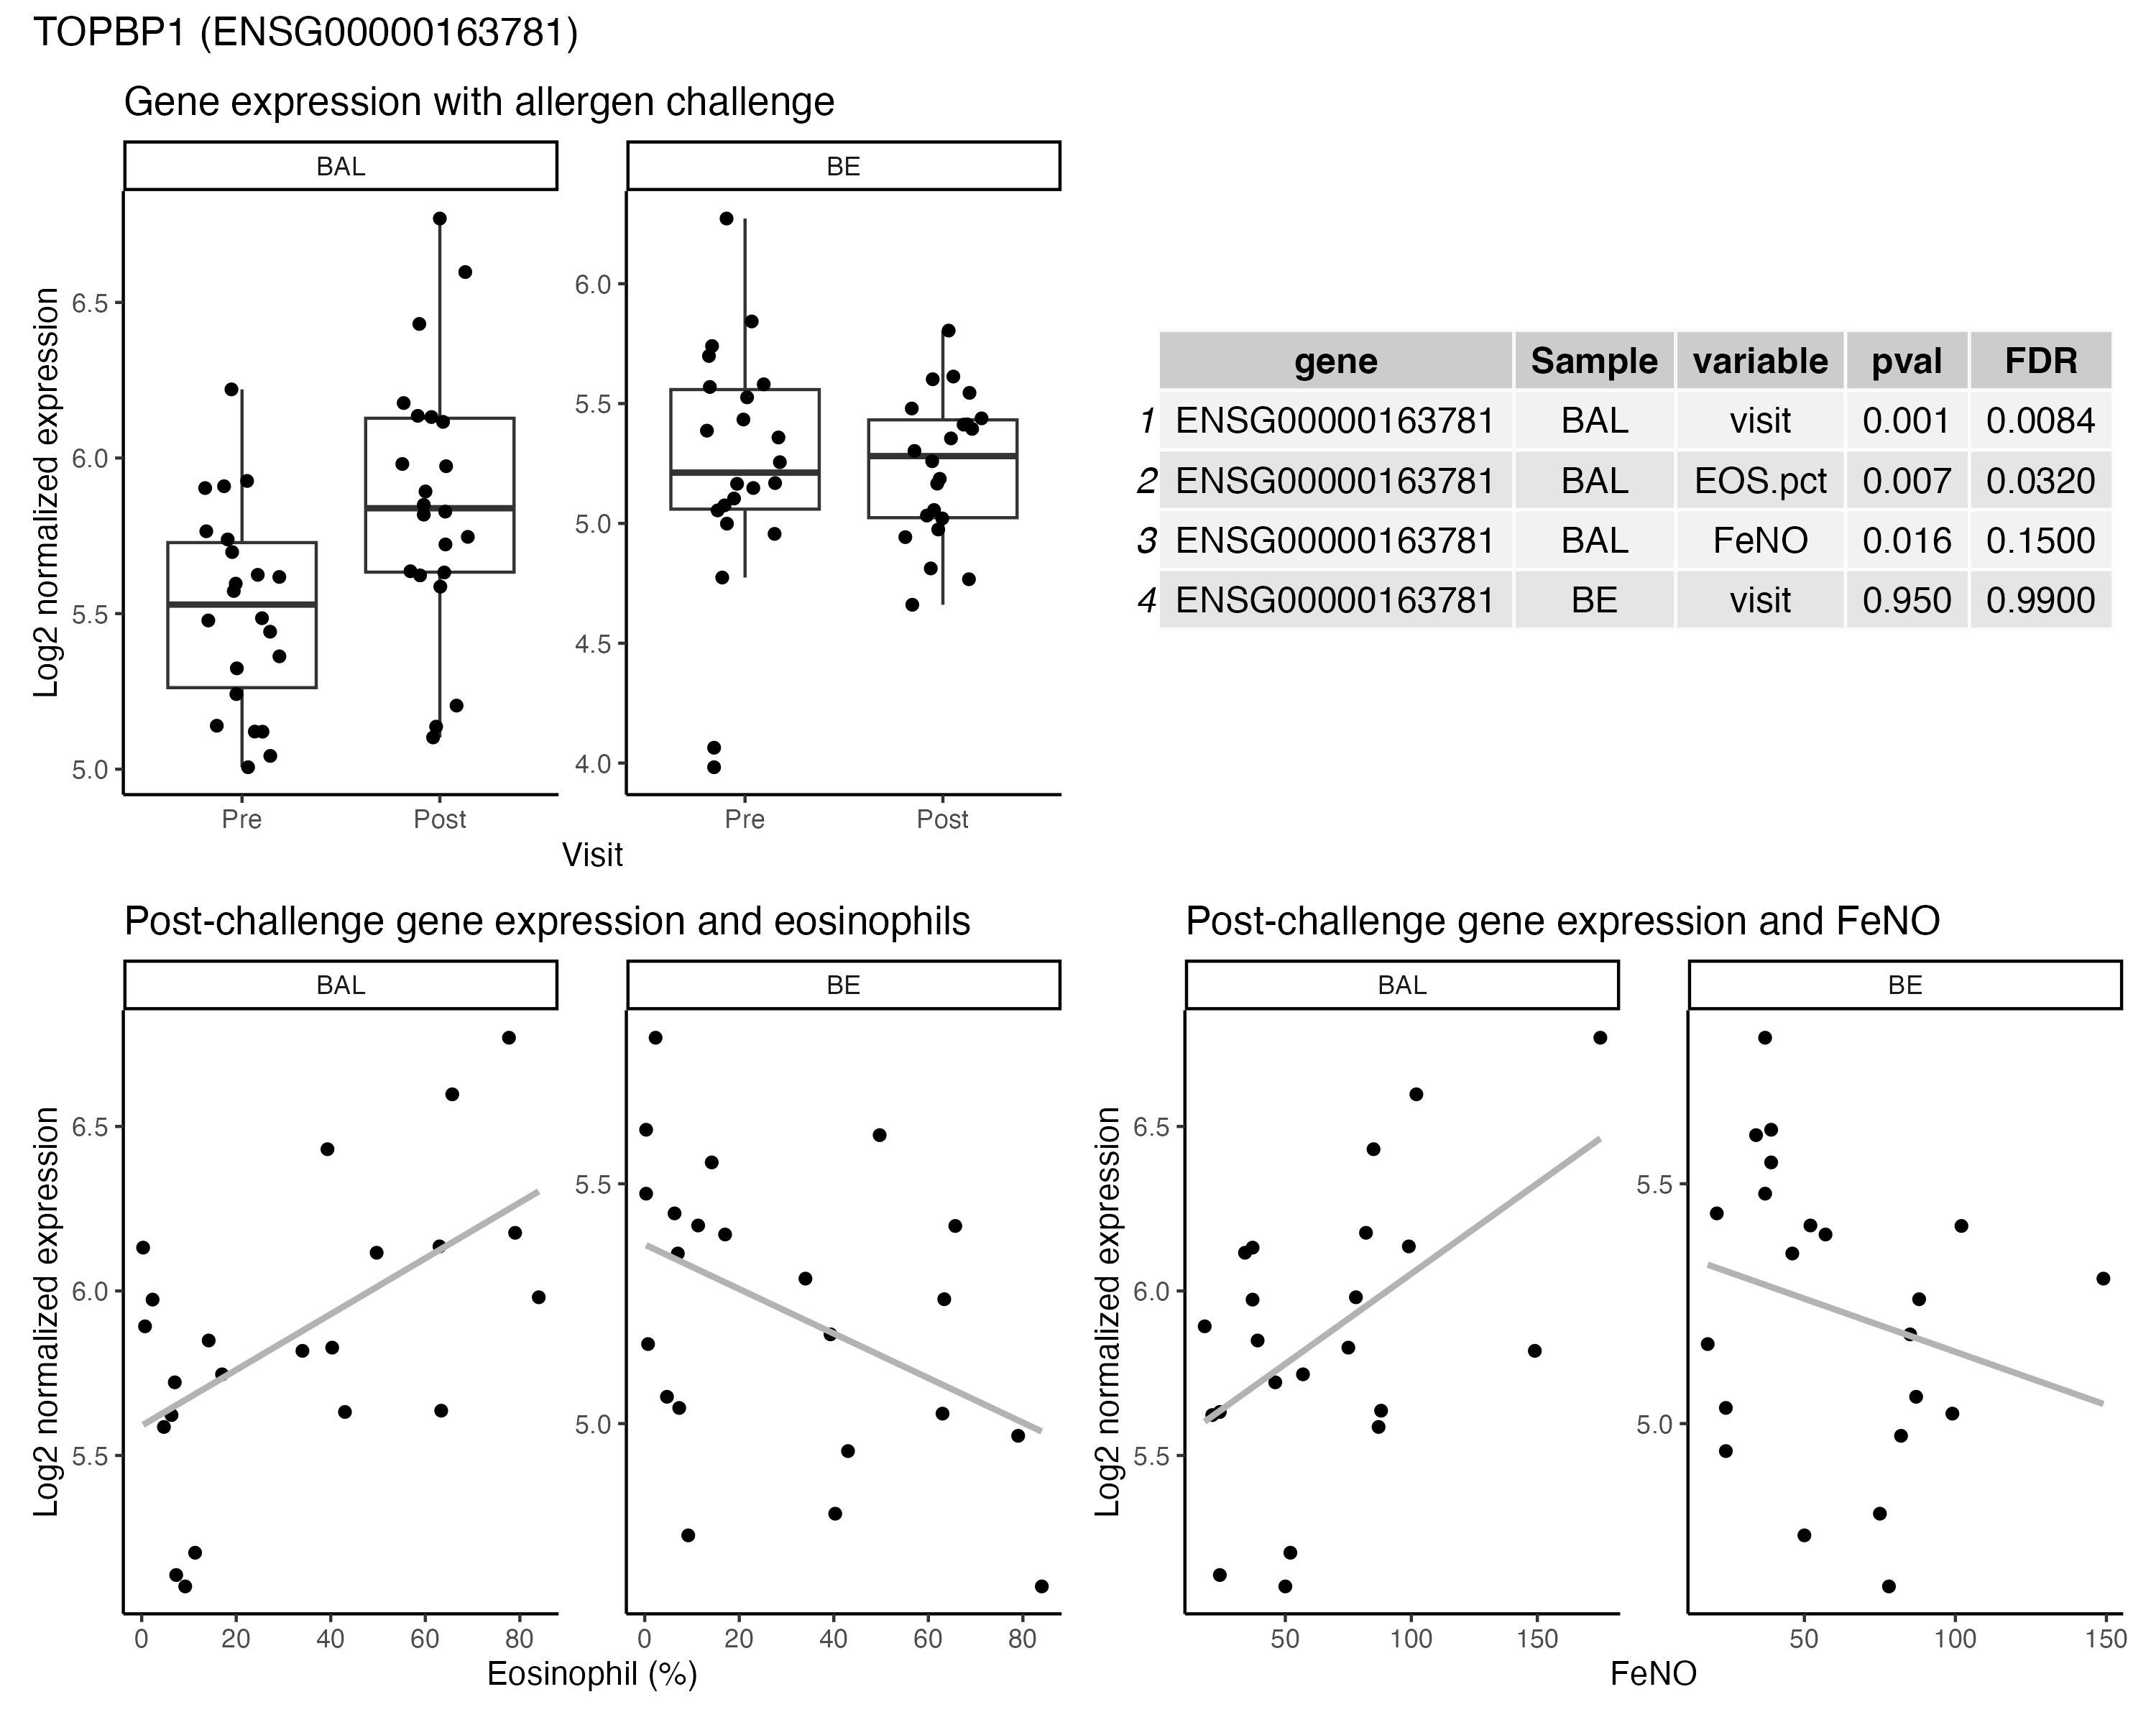 TOPBP1 (ENSG00000163781)
Gene expression with allergen challenge
BAL
BE
Log2 normalized expression
6.5
6.0
5.5
5.0
6.0
5.5
5.0
4.5
4.0
Pre
Post
Pre
Post
Visit
gene Sample variable pval FDR
1 ENSG00000163781 BAL visit 0.001 0.0084
2 ENSG00000163781 BAL EOS.pct 0.007 0.0320
3 ENSG00000163781 BAL FeNO 0.016 0.1500
4 ENSG00000163781 BE visit 0.950 0.9900
Post-challenge gene expression and eosinophils
BAL
BE
Log2 normalized expression
6.5
6.0
5.5
5.5
5.0
0 20 40 60 80
0 20 40 60 80
Eosinophil (%)
Post-challenge gene expression and FeNO
BAL
BE
Log2 normalized expression
6.5
6.0
5.5
5.5
5.0
50 100 150
50 100 150
FeNO